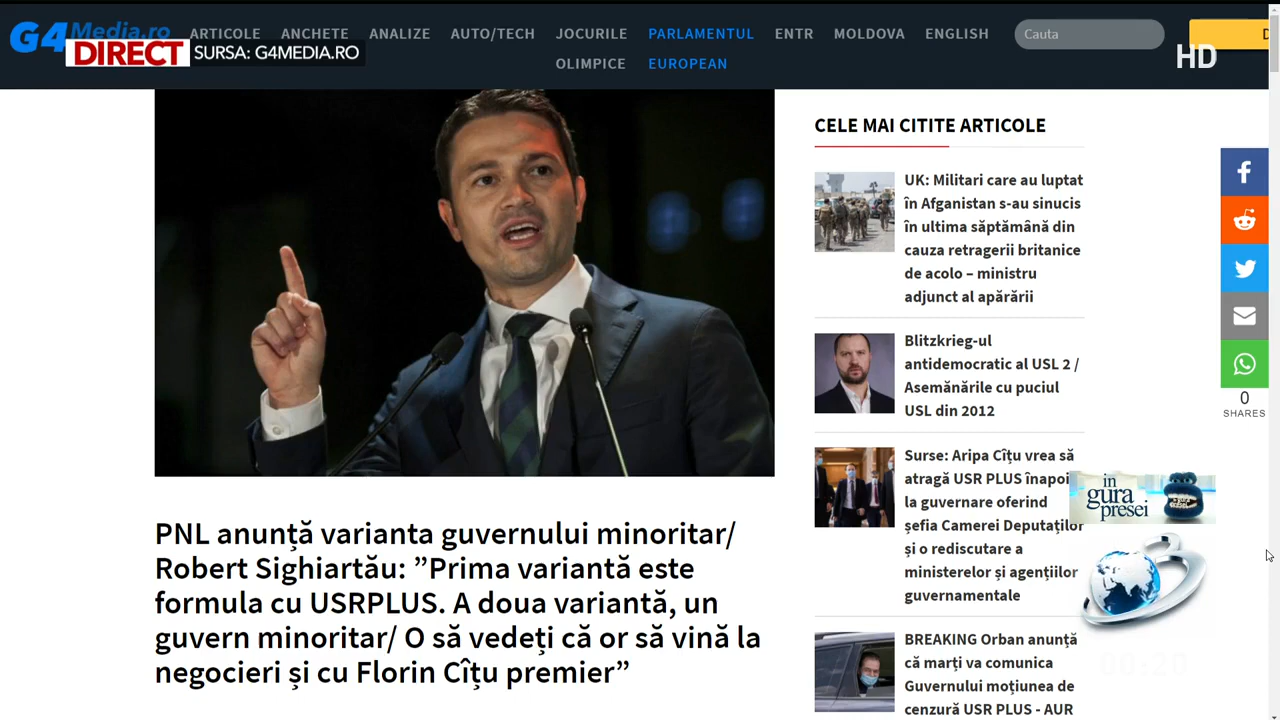 G4Media.ro
ARTICOLE ANCHETE ANALIZE AUTO/TECH JOCURILE PARLAMENTUL ENTR MOLDOVA ENGLISH
OLIMPICE EUROPEAN
Cauta
D
DIRECT SURSA: G4MEDIA.RO
HD
PNL anunță varianta guvernului minoritar/
Robert Sighiartău: ”Prima variantă este
formula cu USRPLUS. A doua variantă, un
guvern minoritar/ O să vedeți că or să vină la
negocieri și cu Florin Cîțu premier”
CELE MAI CITITE ARTICOLE
UK: Militari care au luptat
în Afganistan s-au sinucis
în ultima săptămână din
cauza retragerii britanice
de acolo – ministru
adjunct al apărării
Blitzkrieg-ul
antidemocratic al USL 2 /
Asemănările cu puciul
USL din 2012
Surse: Aripa Cîțu vrea să
atragă USR PLUS înapoi
la guvernare oferind
șefia Camerei Deputaților
și o rediscutare a
ministerelor și agențiilor
guvernamentale
BREAKING Orban anunță
că marți va comunica
Guvernului moțiunea de
cenzură USR PLUS - AUR
0
SHARES
in
gura
presei
00:20